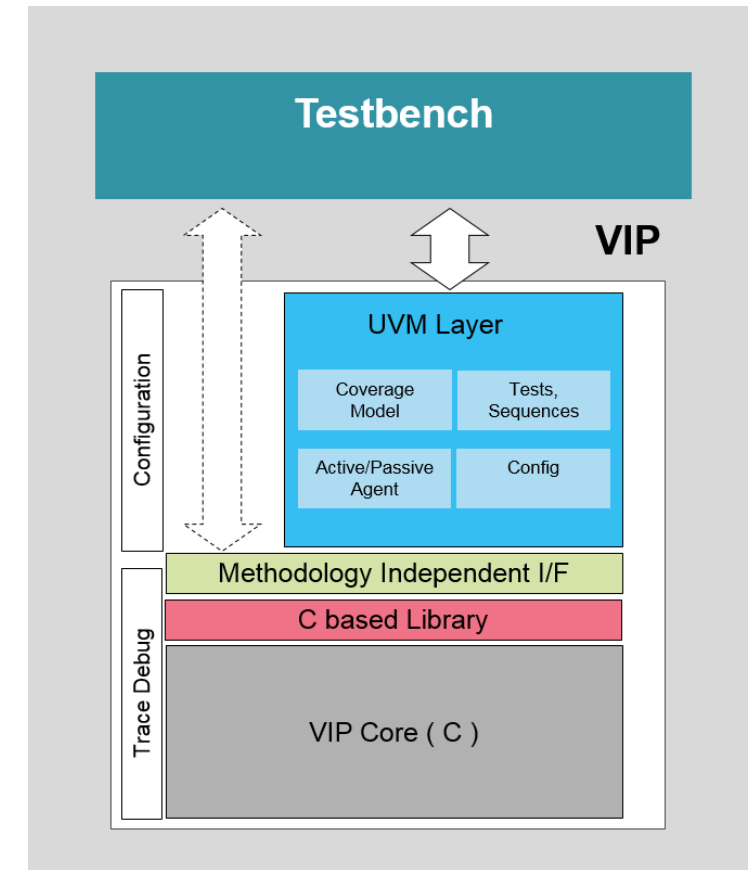 Testbench
VIP
UVM Layer
Coverage
Model
Tests,
Sequences
Active/Passive
Agent
Config
Configuration
Methodology Independent I/F
C based Library
VIP Core ( C )
Trace Debug